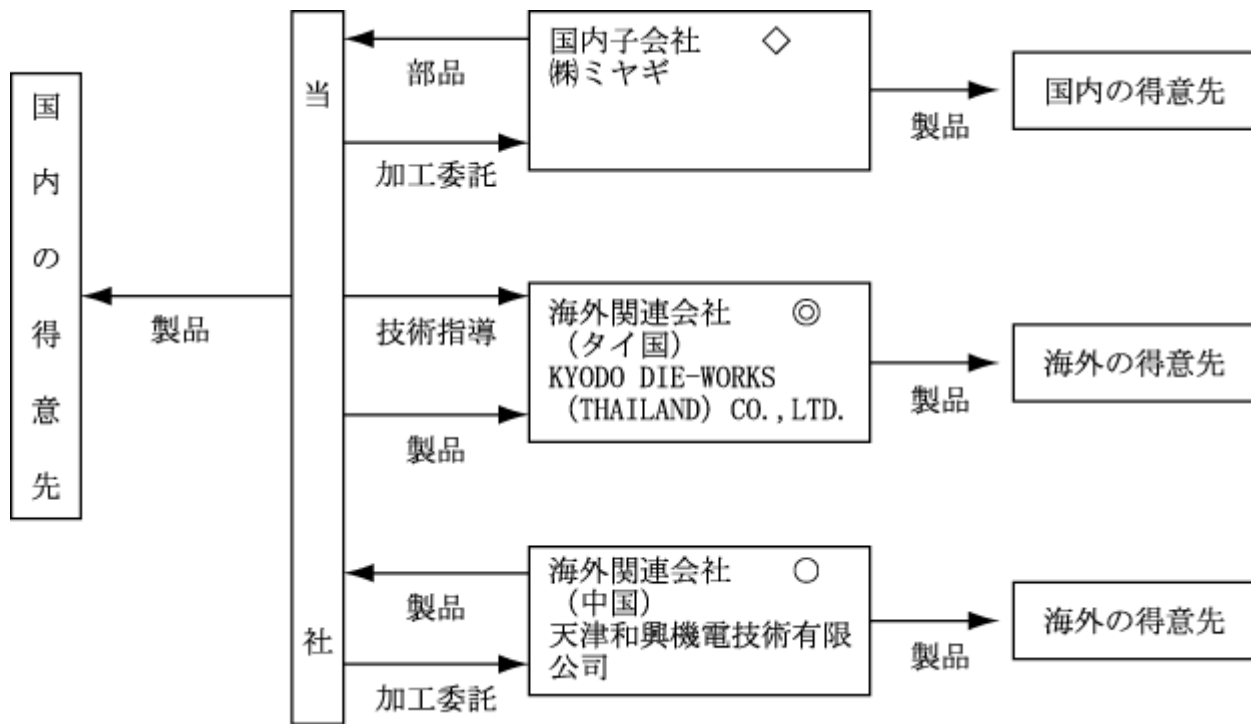 国内の得意先
製品
当社
部品
加工委託
国内子会社 ◇
㈱ミヤギ
製品
国内の得意先
技術指導
製品
海外関連会社 ◎
（タイ国）
KYODO DIE-WORKS
（THAILAND）CO.,LTD.
製品
海外の得意先
製品
加工委託
海外関連会社 ○
（中国）
天津和興機電技術有限
公司
製品
海外の得意先